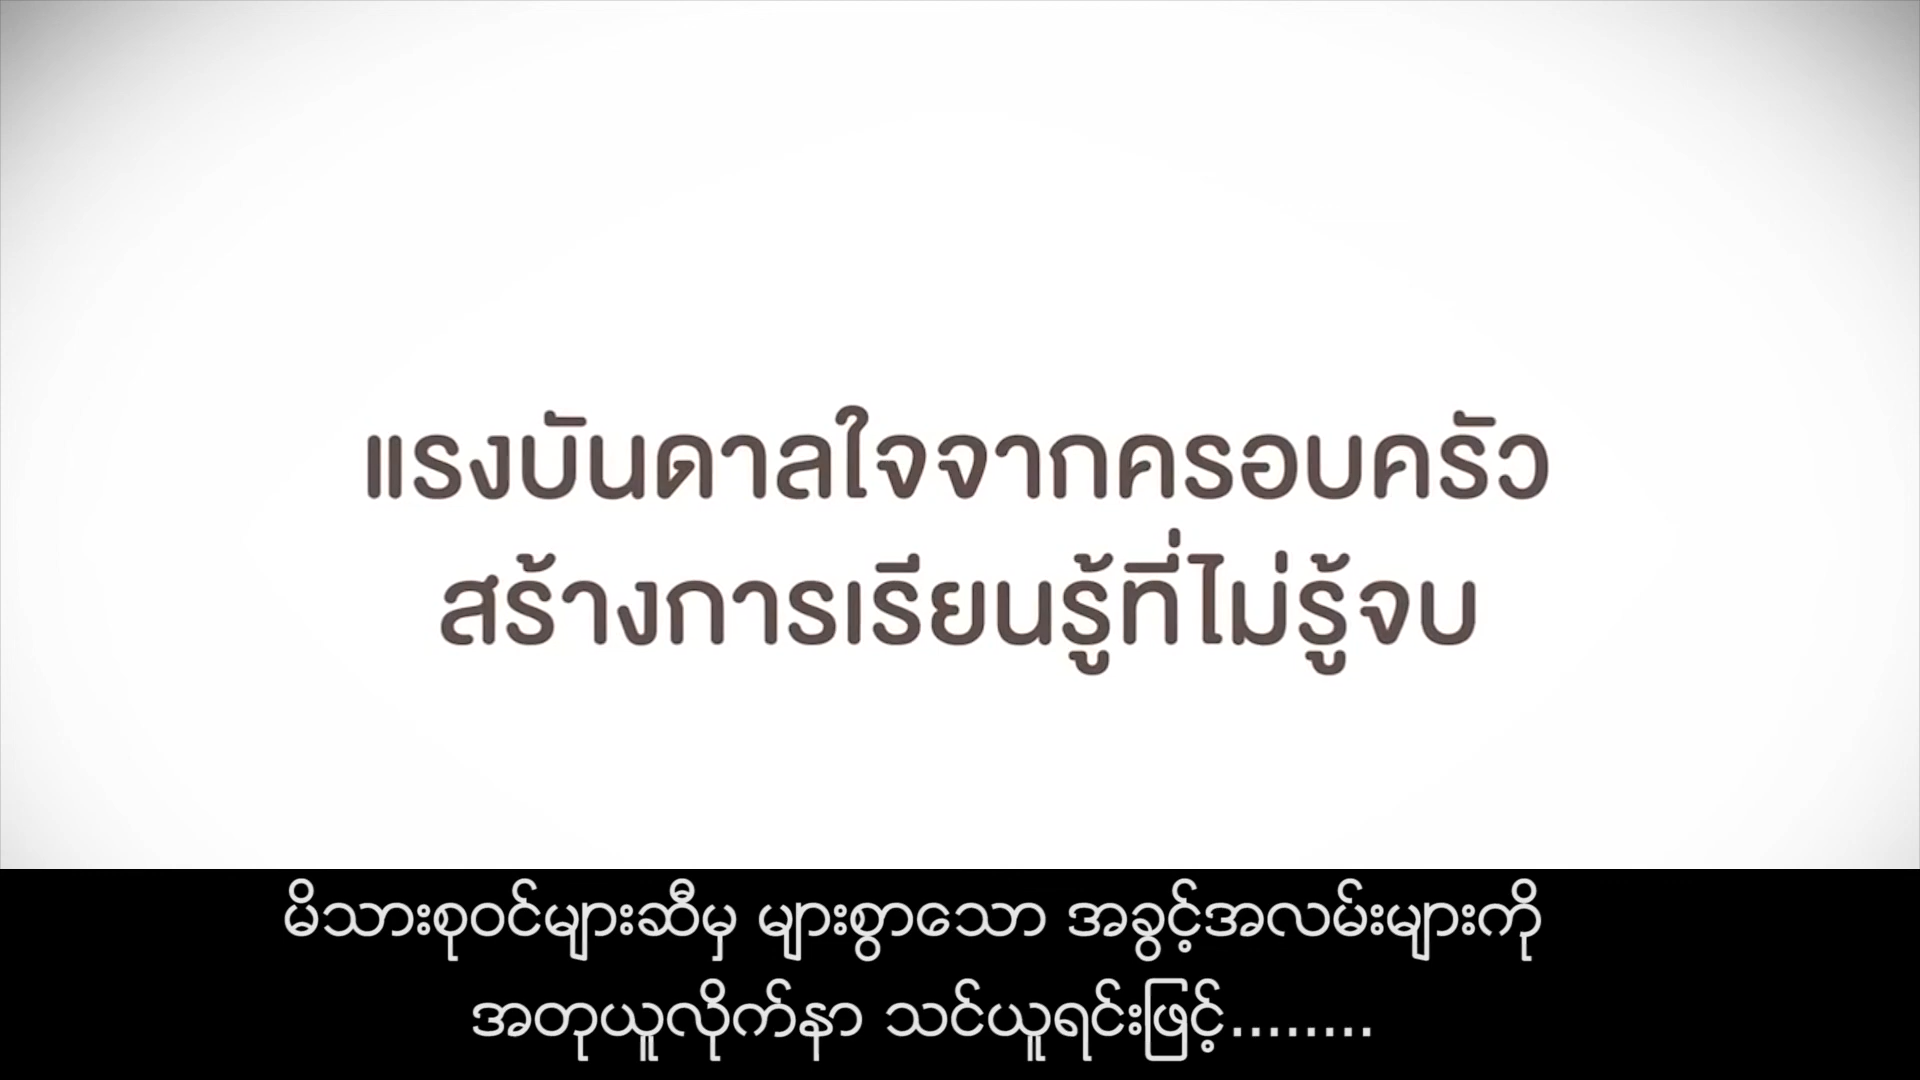 แรงบันดาลใจจากครอบครัว
สร้างการเรียนรู้ที่ไม่รู้จบ
မိသားစုဝင်များဆီမှ များစွာသော အခွင့်အလမ်းများကို
အတုယူလိုက်နာ သင်ယူရင်းဖြင့်........